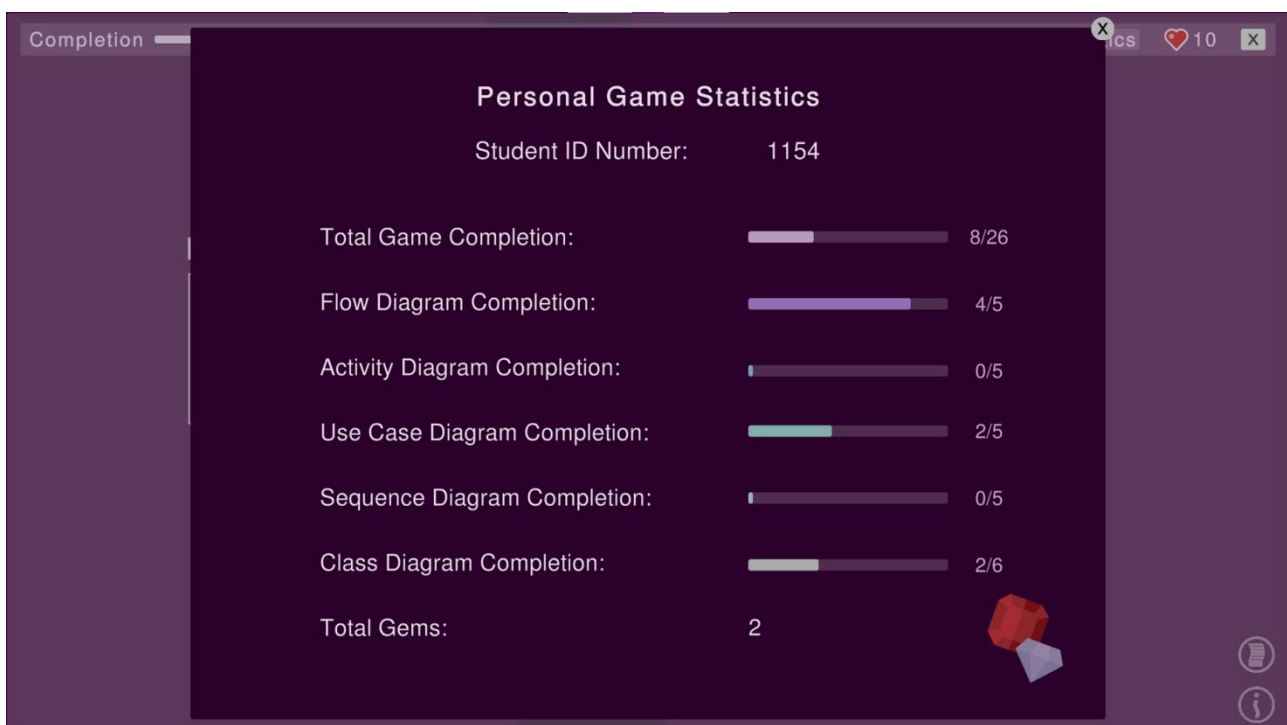 Completion
ics 10 X
X
Personal Game Statistics
Student ID Number: 1154
Total Game Completion: 8/26
Flow Diagram Completion: 4/5
Activity Diagram Completion: 0/5
Use Case Diagram Completion: 2/5
Sequence Diagram Completion: 0/5
Class Diagram Completion: 2/6
Total Gems: 2
i